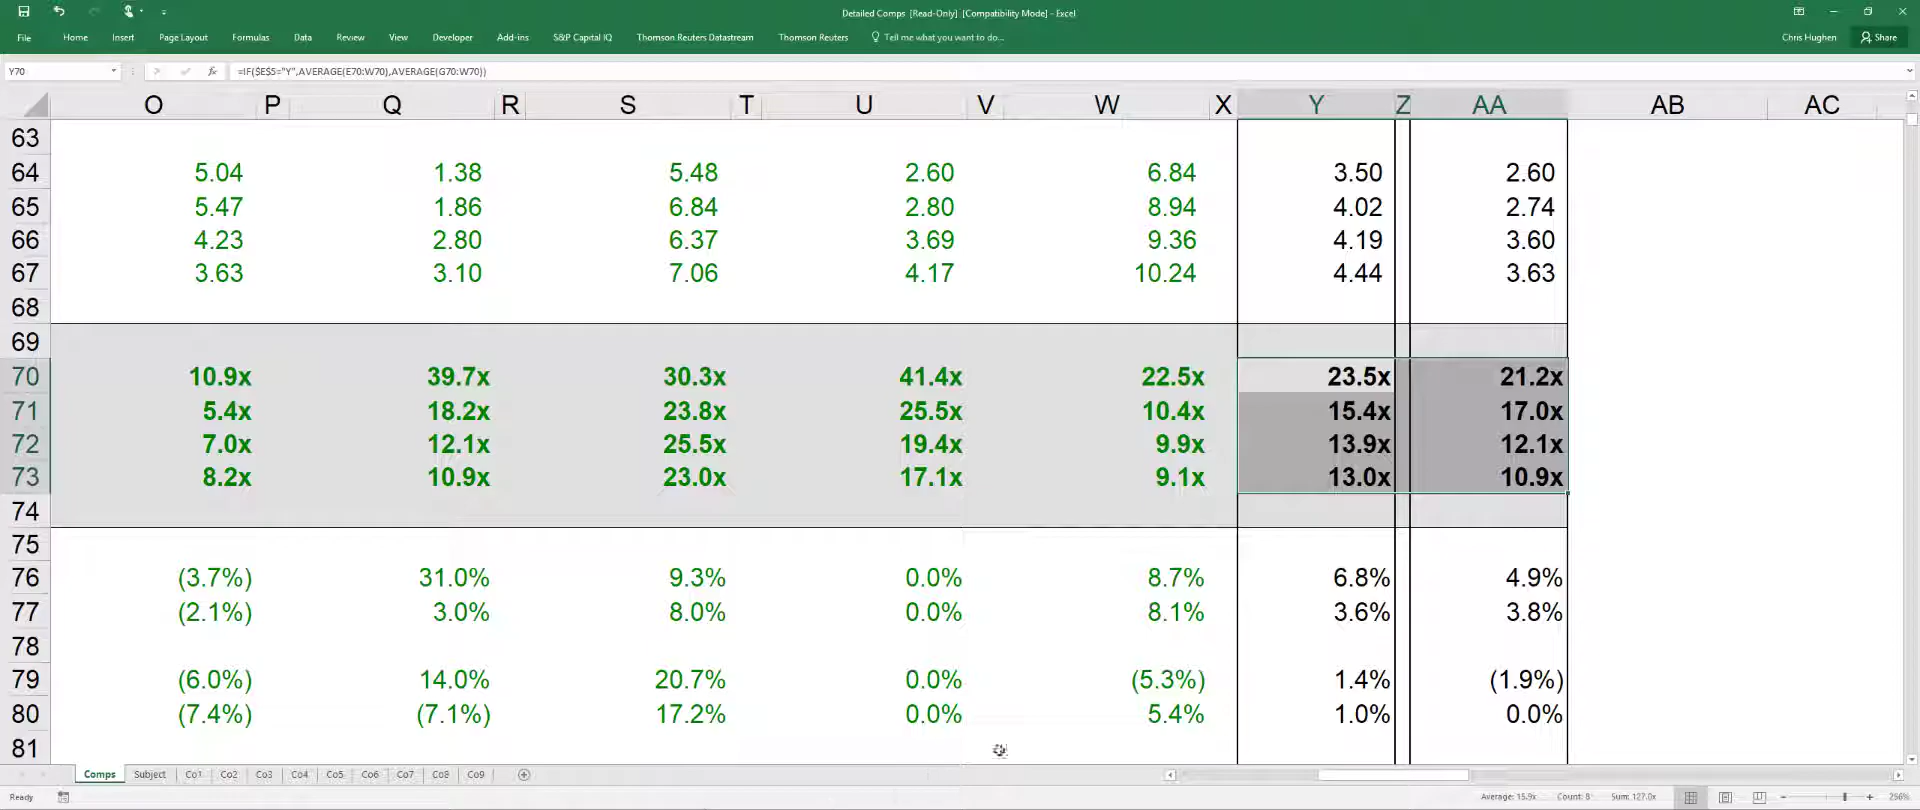 Detailed Comps [Read-Only] [Compatibility Mode] - Excel
File Home Insert Page Layout Formulas Data Review View Developer Add-ins S&P Capital IQ Thomson Reuters Datastream Thomson Reuters Tell me what you want to do... Chris Hughen Share
Y70 fx =IF($E$5="Y",AVERAGE(E70:W70),AVERAGE(G70:W70))
O P Q R S T U V W X Y Z AA AB AC
63
64 5.04 1.38 5.48 2.60 6.84 3.50 2.60
65 5.47 1.86 6.84 2.80 8.94 4.02 2.74
66 4.23 2.80 6.37 3.69 9.36 4.19 3.60
67 3.63 3.10 7.06 4.17 10.24 4.44 3.63
68
69
70 10.9x 39.7x 30.3x 41.4x 22.5x 23.5x 21.2x
71 5.4x 18.2x 23.8x 25.5x 10.4x 15.4x 17.0x
72 7.0x 12.1x 25.5x 19.4x 9.9x 13.9x 12.1x
73 8.2x 10.9x 23.0x 17.1x 9.1x 13.0x 10.9x
74
75
76 (3.7%) 31.0% 9.3% 0.0% 8.7% 6.8% 4.9%
77 (2.1%) 3.0% 8.0% 0.0% 8.1% 3.6% 3.8%
78
79 (6.0%) 14.0% 20.7% 0.0% (5.3%) 1.4% (1.9%)
80 (7.4%) (7.1%) 17.2% 0.0% 5.4% 1.0% 0.0%
81
Comps Subject Co1 Co2 Co3 Co4 Co5 Co6 Co7 Co8 Co9
Ready Average: 15.9x Count: 8 Sum: 127.0x 256%